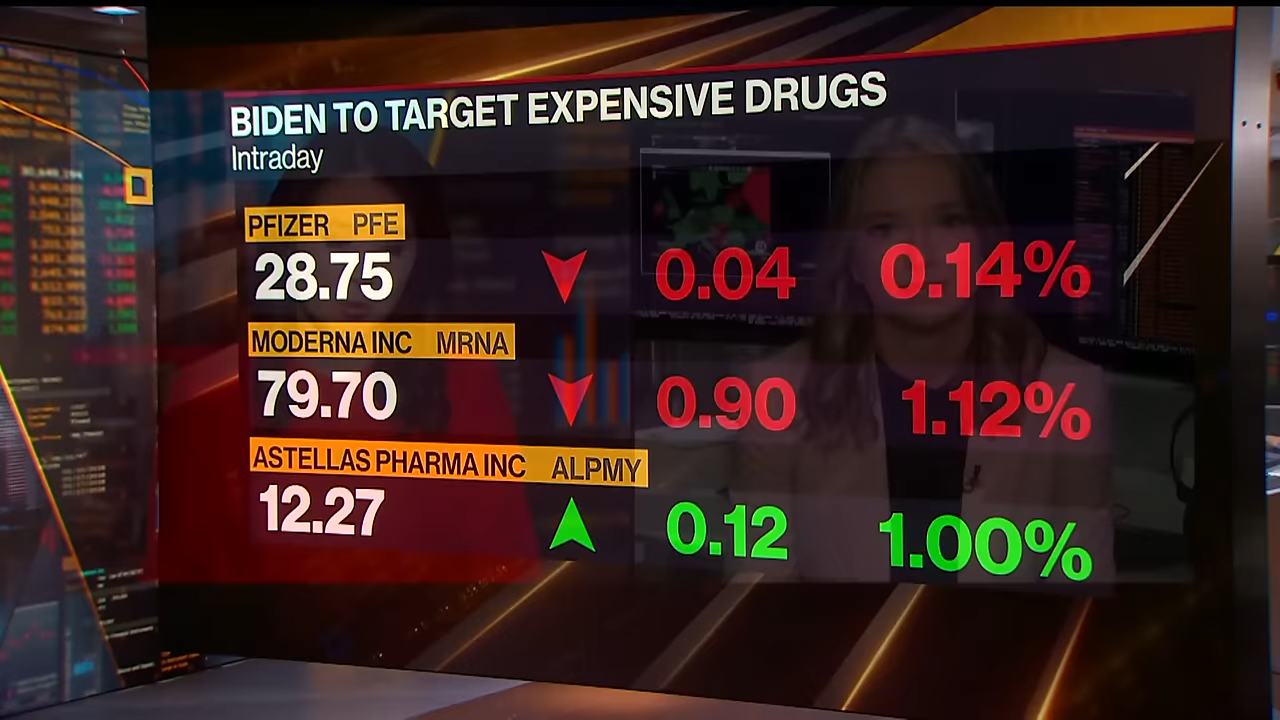 BIDEN TO TARGET EXPENSIVE DRUGS
Intraday
PFIZER PFE
28.75 0.04 0.14%
MODERNA INC MRNA
79.70 0.90 1.12%
ASTELLAS PHARMA INC ALPMY
12.27 0.12 1.00%